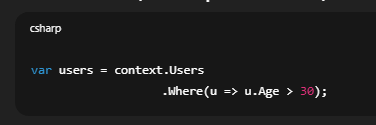 csharp
var users = context.Users
.Where(u => u.Age > 30);